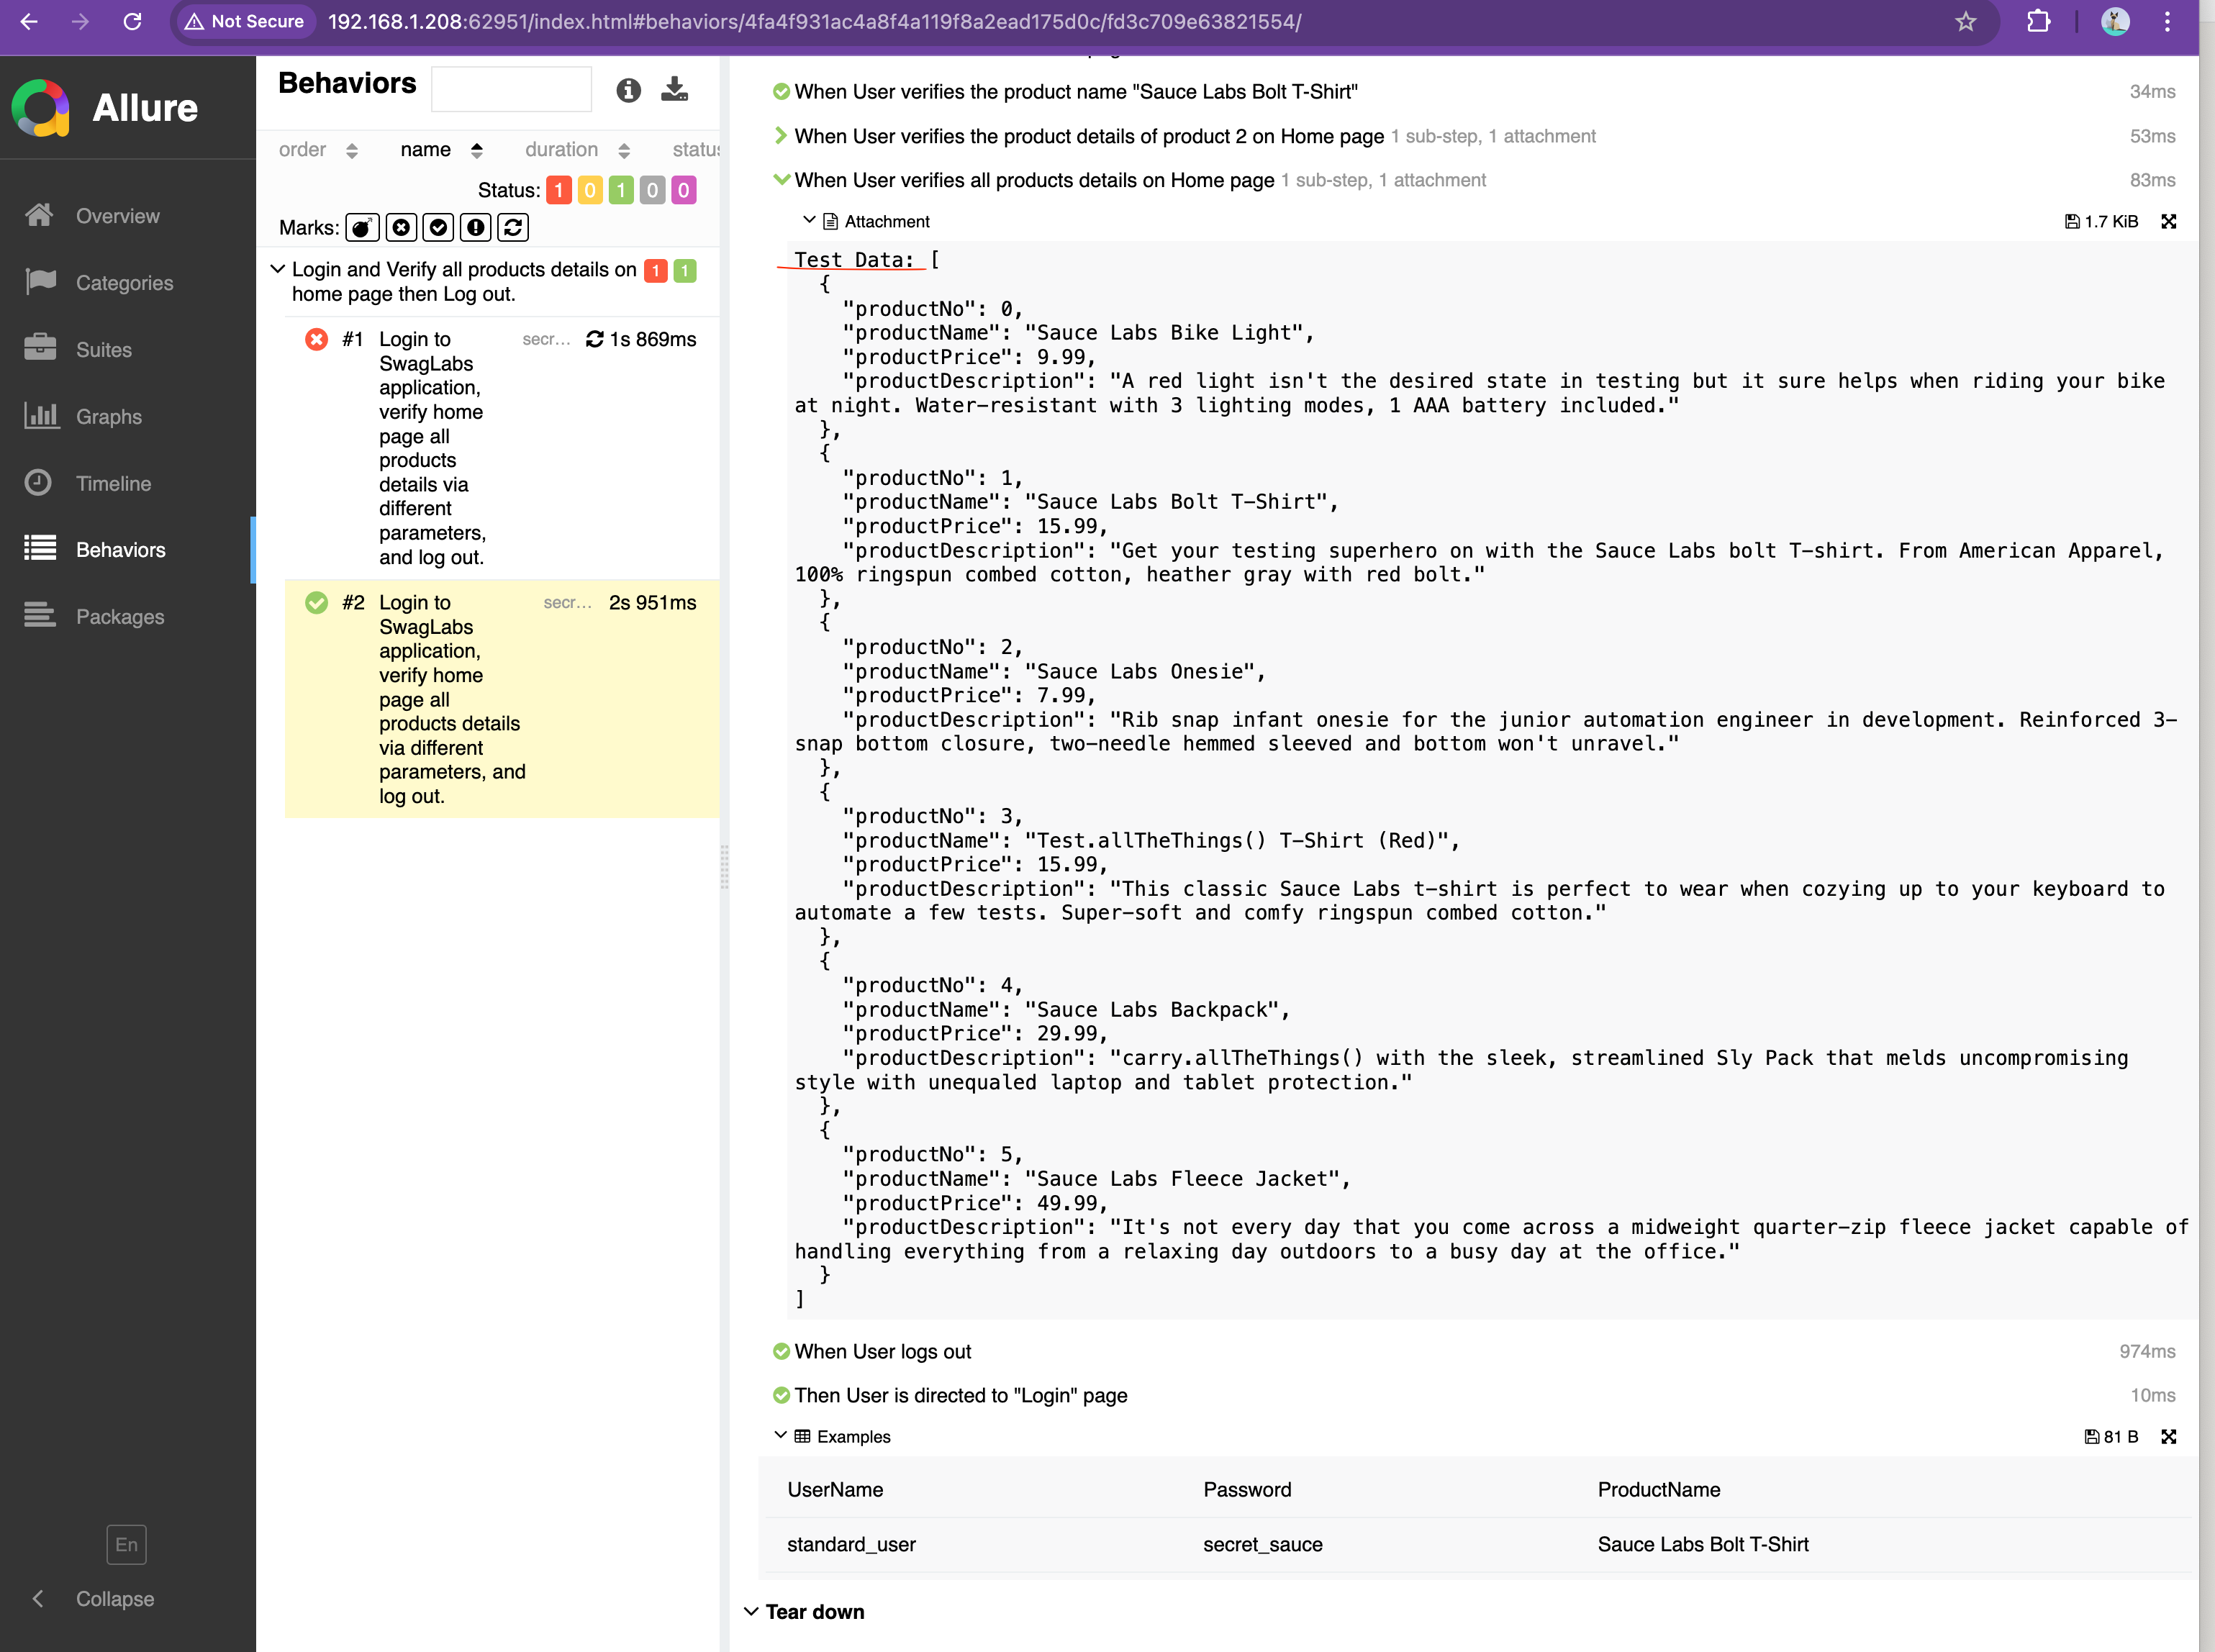 Not Secure 192.168.1.208:62951/index.html#behaviors/4fa4f931ac4a8f4a119f8a2ead175d0c/fd3c709e63821554/
Allure
Overview
Categories
Suites
Graphs
Timeline
Behaviors
Packages
En
Collapse
Behaviors
order name duration status
Status: 1 0 1 0 0
Marks:
Login and Verify all products details on 1 1
home page then Log out.
#1 Login to secr... 1s 869ms
SwagLabs
application,
verify home
page all
products
details via
different
parameters,
and log out.
#2 Login to secr... 2s 951ms
SwagLabs
application,
verify home
page all
products details
via different
parameters, and
log out.
When User verifies the product name "Sauce Labs Bolt T-Shirt" 34ms
When User verifies the product details of product 2 on Home page 1 sub-step, 1 attachment 53ms
When User verifies all products details on Home page 1 sub-step, 1 attachment 83ms
Attachment 1.7 KiB
Test Data: [
{
"productNo": 0,
"productName": "Sauce Labs Bike Light",
"productPrice": 9.99,
"productDescription": "A red light isn't the desired state in testing but it sure helps when riding your bike
at night. Water-resistant with 3 lighting modes, 1 AAA battery included."
},
{
"productNo": 1,
"productName": "Sauce Labs Bolt T-Shirt",
"productPrice": 15.99,
"productDescription": "Get your testing superhero on with the Sauce Labs bolt T-shirt. From American Apparel,
100% ringspun combed cotton, heather gray with red bolt."
},
{
"productNo": 2,
"productName": "Sauce Labs Onesie",
"productPrice": 7.99,
"productDescription": "Rib snap infant onesie for the junior automation engineer in development. Reinforced 3-
snap bottom closure, two-needle hemmed sleeved and bottom won't unravel."
},
{
"productNo": 3,
"productName": "Test.allTheThings() T-Shirt (Red)",
"productPrice": 15.99,
"productDescription": "This classic Sauce Labs t-shirt is perfect to wear when cozying up to your keyboard to
automate a few tests. Super-soft and comfy ringspun combed cotton."
},
{
"productNo": 4,
"productName": "Sauce Labs Backpack",
"productPrice": 29.99,
"productDescription": "carry.allTheThings() with the sleek, streamlined Sly Pack that melds uncompromising
style with unequaled laptop and tablet protection."
},
{
"productNo": 5,
"productName": "Sauce Labs Fleece Jacket",
"productPrice": 49.99,
"productDescription": "It's not every day that you come across a midweight quarter-zip fleece jacket capable of
handling everything from a relaxing day outdoors to a busy day at the office."
}
]
When User logs out 974ms
Then User is directed to "Login" page 10ms
Examples 81 B
UserName Password ProductName
standard_user secret_sauce Sauce Labs Bolt T-Shirt
Tear down